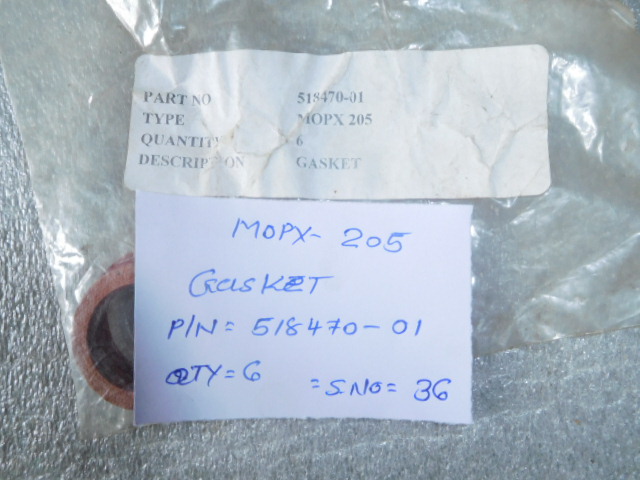 PART NO 518470-01
TYPE MOPX 205
QUANTITY 6
DESCRIPTION GASKET
MOPX- 205
GasKET
P/N= 518470-01
QTY=6 =S.NO= 36